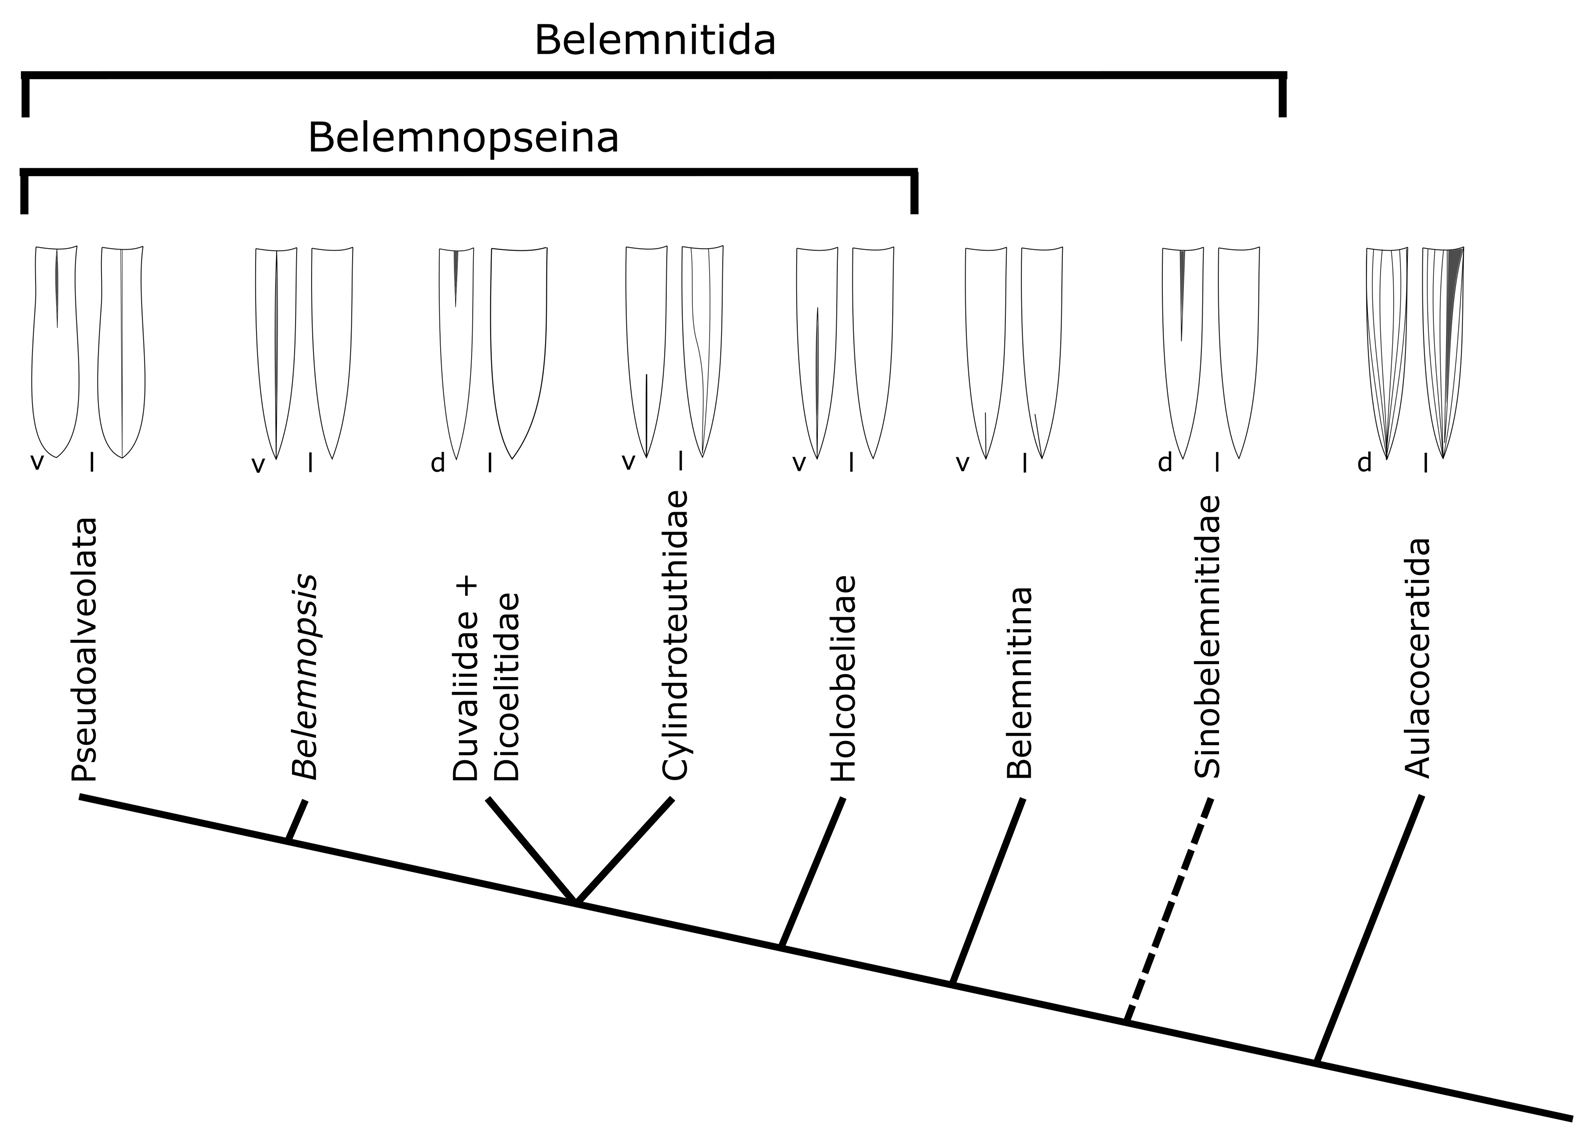 Belemnitida
Belemnopseina
v l
v l
d l
v l
v l
v l
d l
d l
Pseudoalveolata
Belemnopsis
Duvaliidae +
Dicoelitidae
Cylindroteuthidae
Holcobelidae
Belemnitina
Sinobelemnitidae
Aulacoceratida